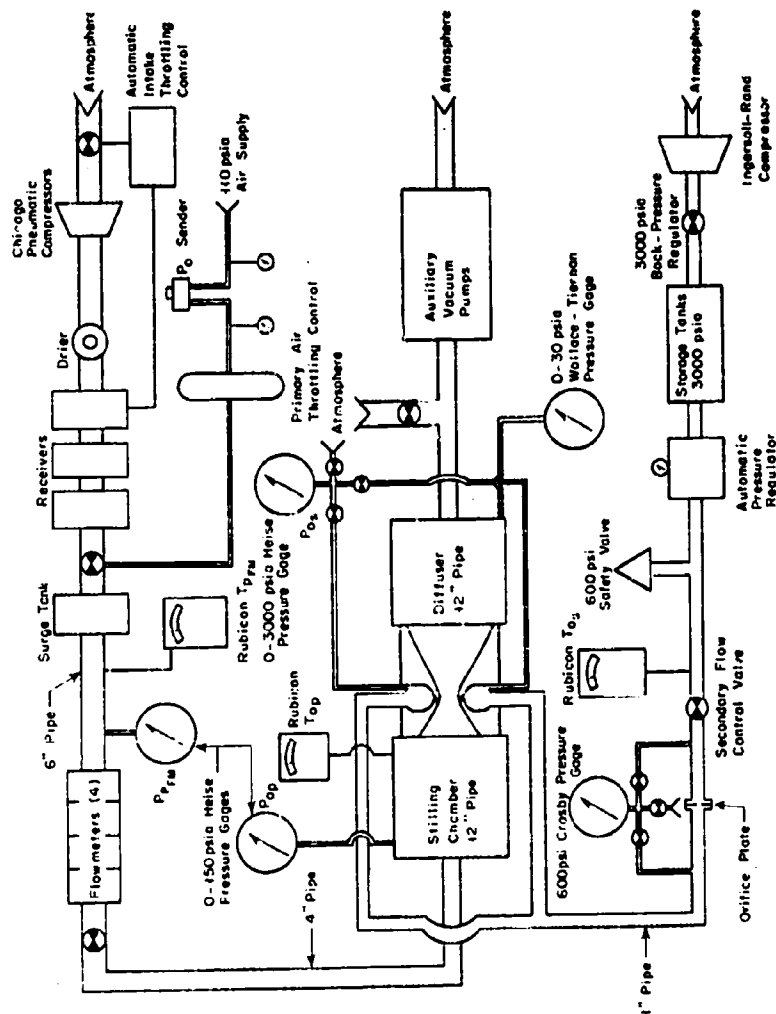 Atmosphere
Automatic
Intake
Throttling
Control
Chicago
Pneumatic
Compressors
110 psia
Air Supply
Po Sender
Drier
Receivers
Surge Tank
6" Pipe
Rubicon TPFM
PPFM
Flowmeters (4)
0-150 psia Heise
Pressure Gages
POP
4" Pipe
Atmosphere
Auxiliary
Vacuum
Pumps
Primary Air
Throttling Control
Atmosphere
0-3000 psia Heise
Pressure Gage
POS
0-30 psia
Wallace-Tiernan
Pressure Gage
Diffuser
12" Pipe
Rubicon
TOP
Stilling
Chamber
12" Pipe
Atmosphere
Ingersoll-Rand
Compressor
3000 psia
Back-Pressure
Regulator
Storage Tanks
3000 psia
Automatic
Pressure
Regulator
600 psi
Safety Valve
Rubicon TOS
Secondary Flow
Control Valve
600psi Crosby Pressure
Gage
Orifice Plate
1" Pipe